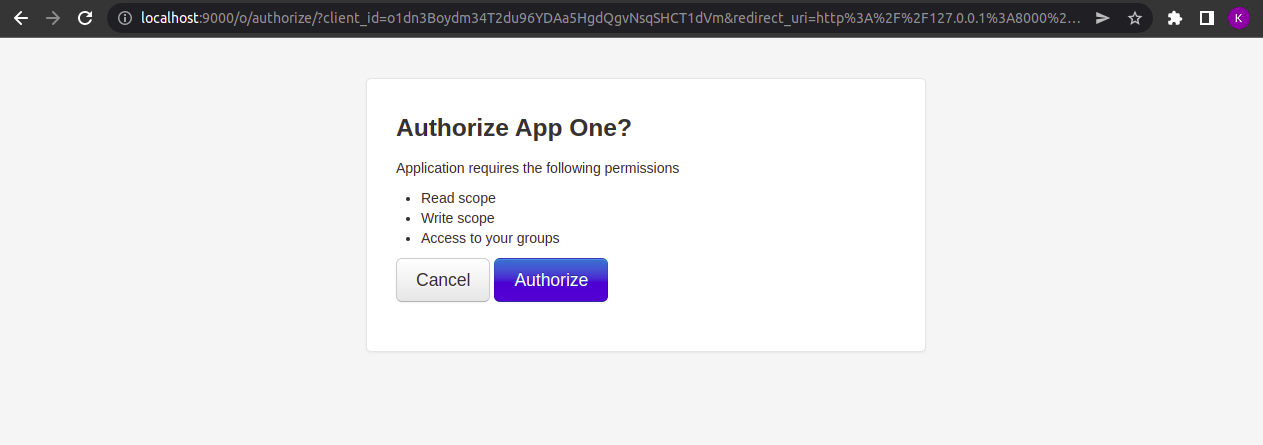 localhost:9000/o/authorize/?client_id=o1dn3Boydm34T2du96YDAa5HgdQgvNsqSHCT1dVm&redirect_uri=http%3A%2F%2F127.0.0.1%3A8000%2...
K
Authorize App One?
Application requires the following permissions
• Read scope
• Write scope
• Access to your groups
Cancel Authorize